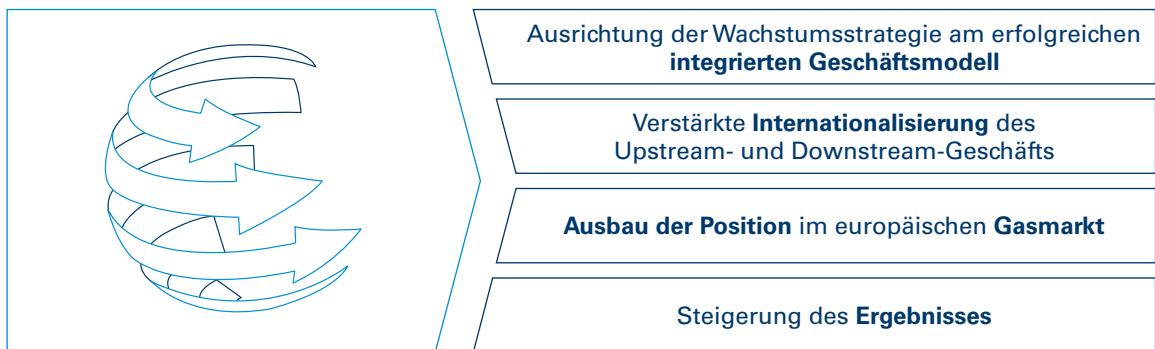 Ausrichtung der Wachstumsstrategie am erfolgreichen
integrierten Geschäftsmodell
Verstärkte Internationalisierung des
Upstream- und Downstream-Geschäfts
Ausbau der Position im europäischen Gasmarkt
Steigerung des Ergebnisses